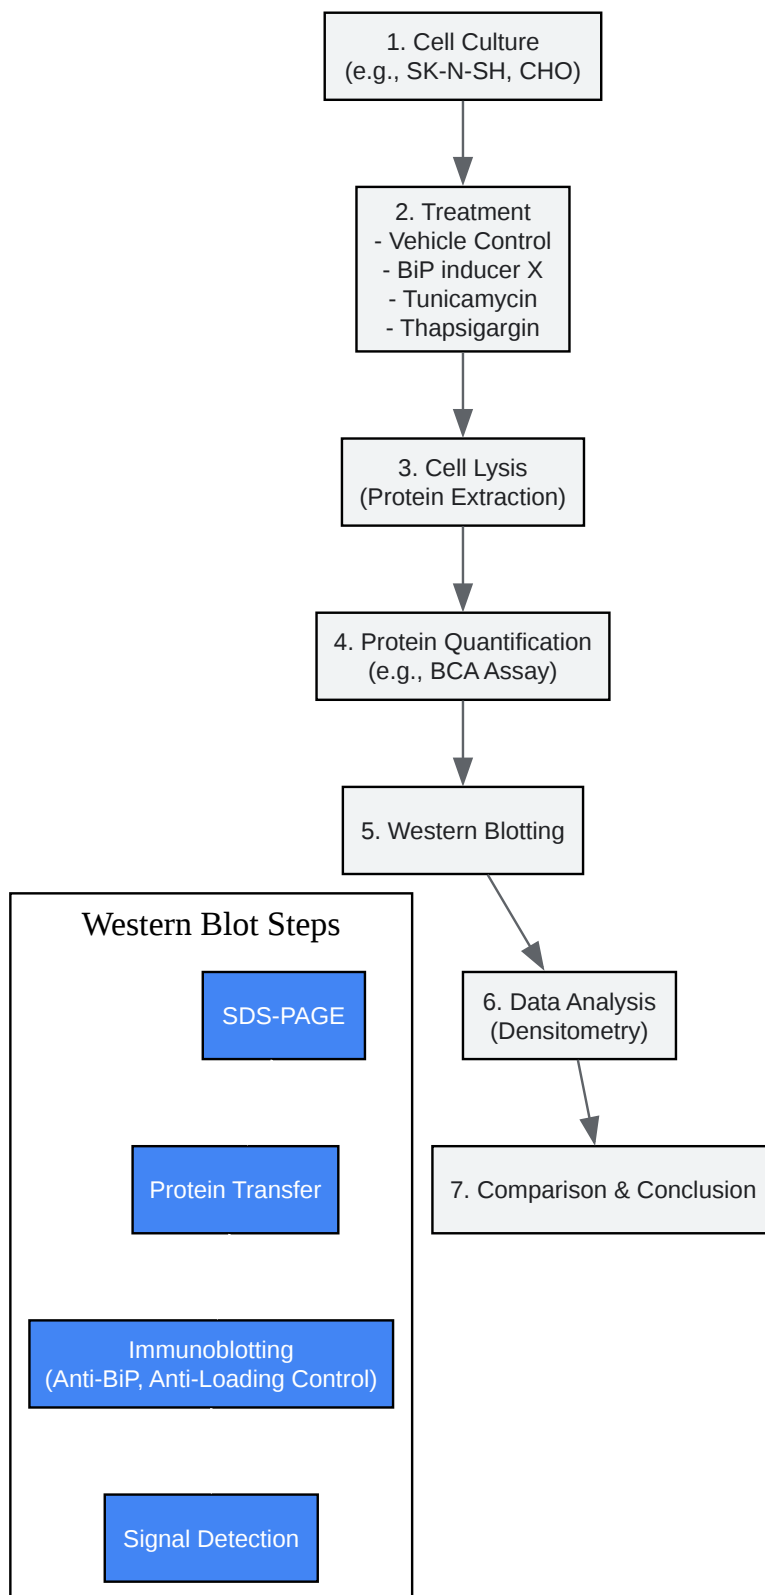 1. Cell Culture
(e.g., SK-N-SH, CHO)
2. Treatment
- Vehicle Control
- BiP inducer X
- Tunicamycin
- Thapsigargin
3. Cell Lysis
(Protein Extraction)
4. Protein Quantification
(e.g., BCA Assay)
5. Western Blotting
Western Blot Steps
SDS-PAGE
6. Data Analysis
(Densitometry)
Protein Transfer
7. Comparison & Conclusion
Immunoblotting
(Anti-BiP, Anti-Loading Control)
Signal Detection